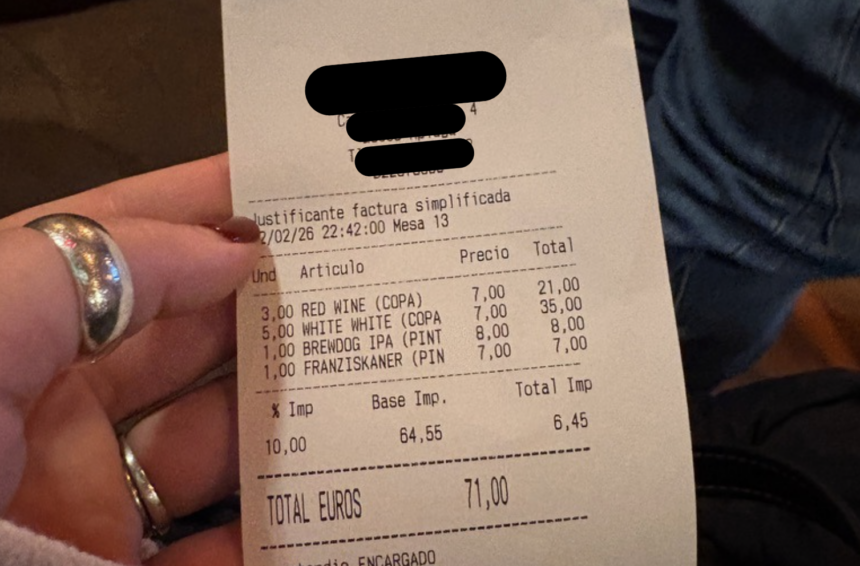 4
Justificante factura simplificada
2/02/26 22:42:00 Mesa 13
Und Articulo Precio Total
3,00 RED WINE (COPA) 7,00 21,00
5,00 WHITE WHITE (COPA 7,00 35,00
1,00 BREWDOG IPA (PINT 8,00 8,00
1,00 FRANZISKANER (PIN 7,00 7,00
% Imp Base Imp. Total Imp
10,00 64,55 6,45
TOTAL EUROS 71,00
ENCARGADO